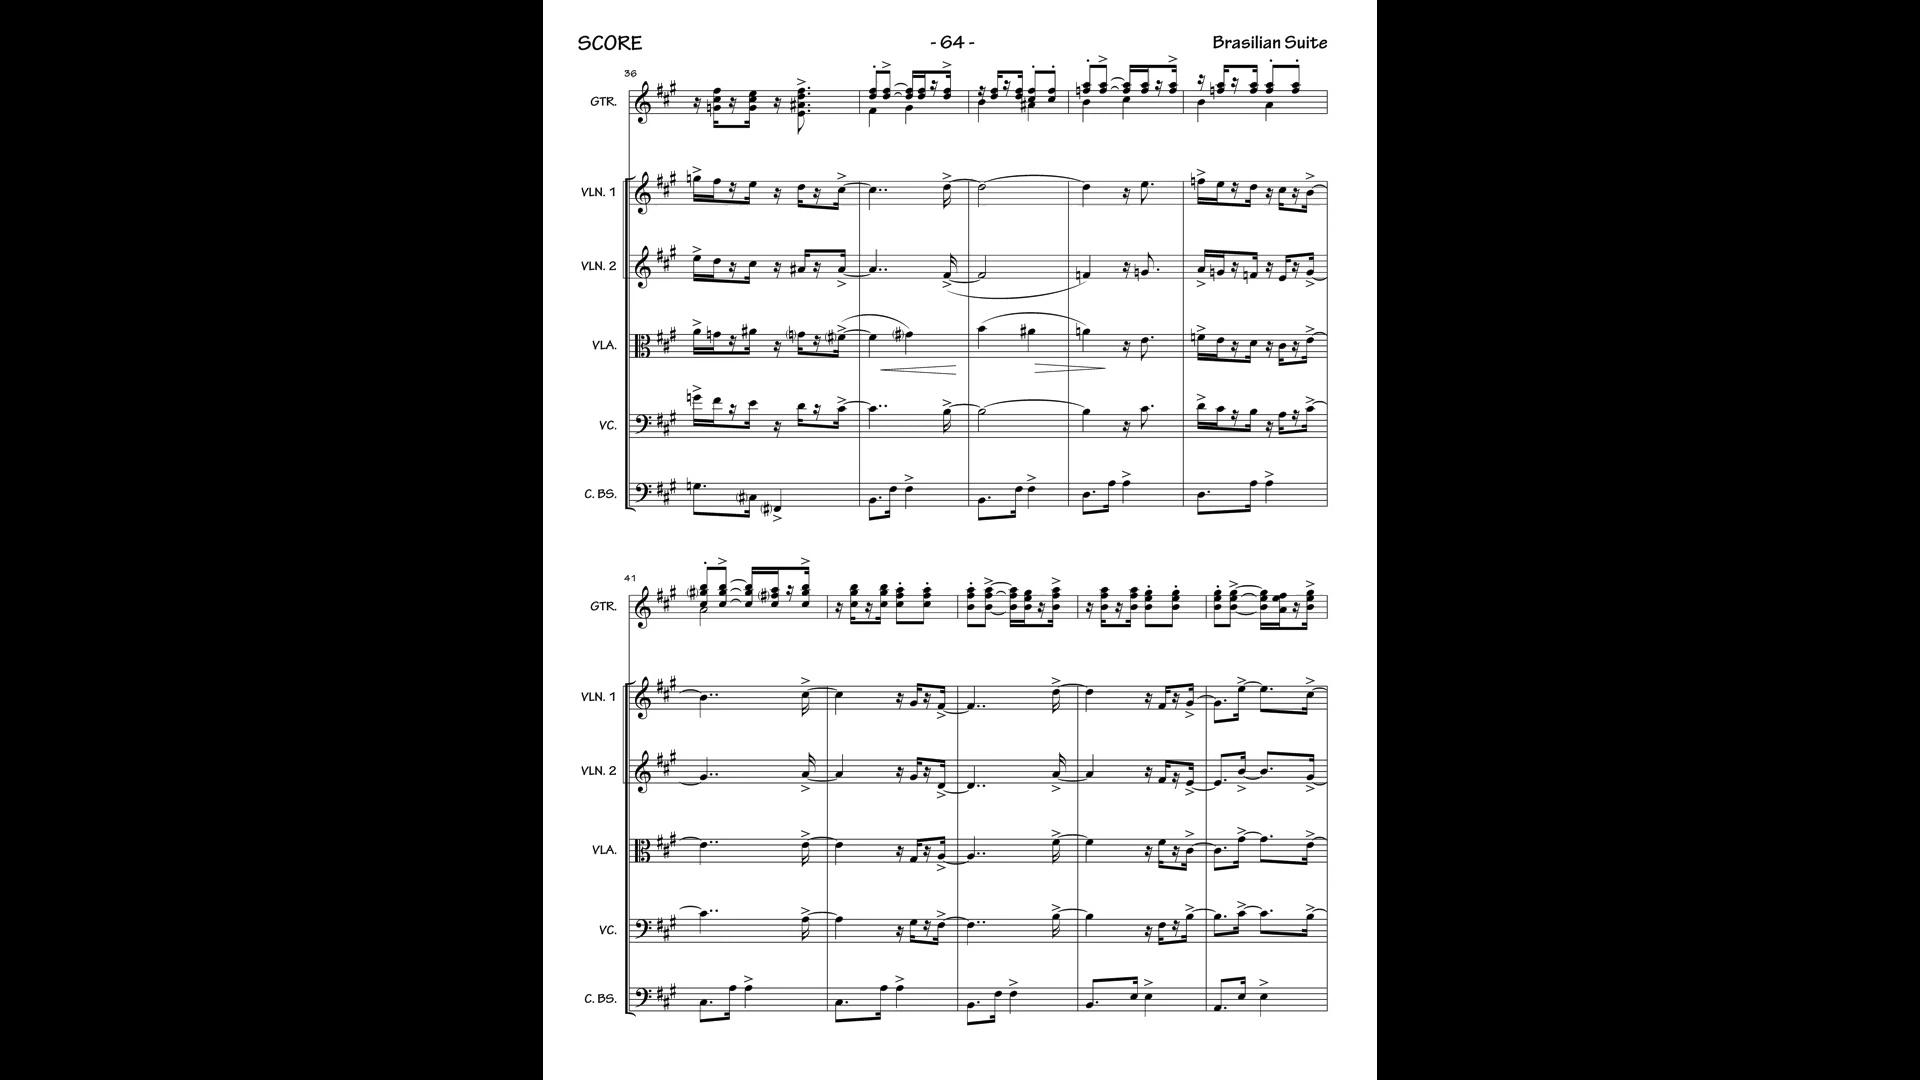 SCORE - 64 - Brasilian Suite
36
GTR.
VLN. 1
VLN. 2
VLA.
VC.
C. BS.
41
GTR.
VLN. 1
VLN. 2
VLA.
VC.
C. BS.